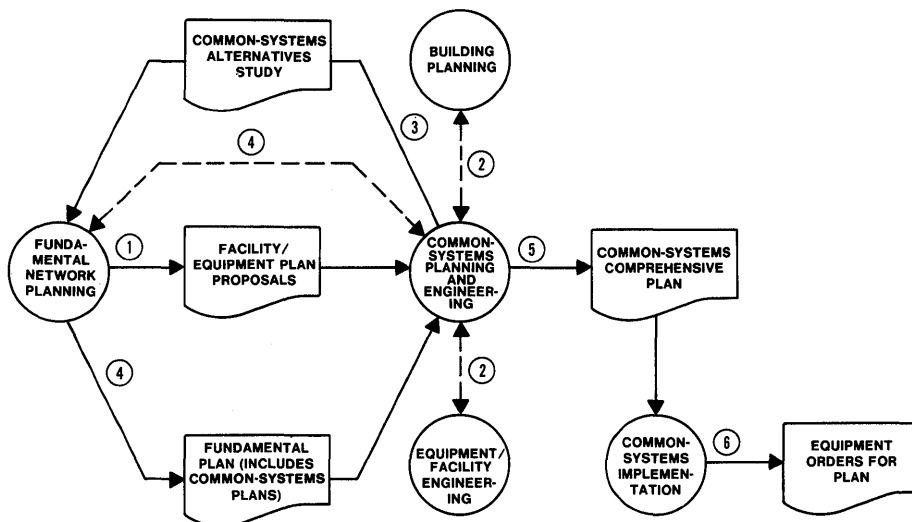 COMMON-SYSTEMS
ALTERNATIVES
STUDY
BUILDING
PLANNING
3
4
2
FUNDA-
MENTAL
NETWORK
PLANNING
1
FACILITY/
EQUIPMENT PLAN
PROPOSALS
COMMON-
SYSTEMS
PLANNING
AND
ENGINEER-
ING
5
COMMON-SYSTEMS
COMPREHENSIVE
PLAN
4
2
FUNDAMENTAL
PLAN (INCLUDES
COMMON-SYSTEMS
PLANS)
EQUIPMENT/
FACILITY
ENGINEER-
ING
COMMON-
SYSTEMS
IMPLEMEN-
TATION
6
EQUIPMENT
ORDERS FOR
PLAN